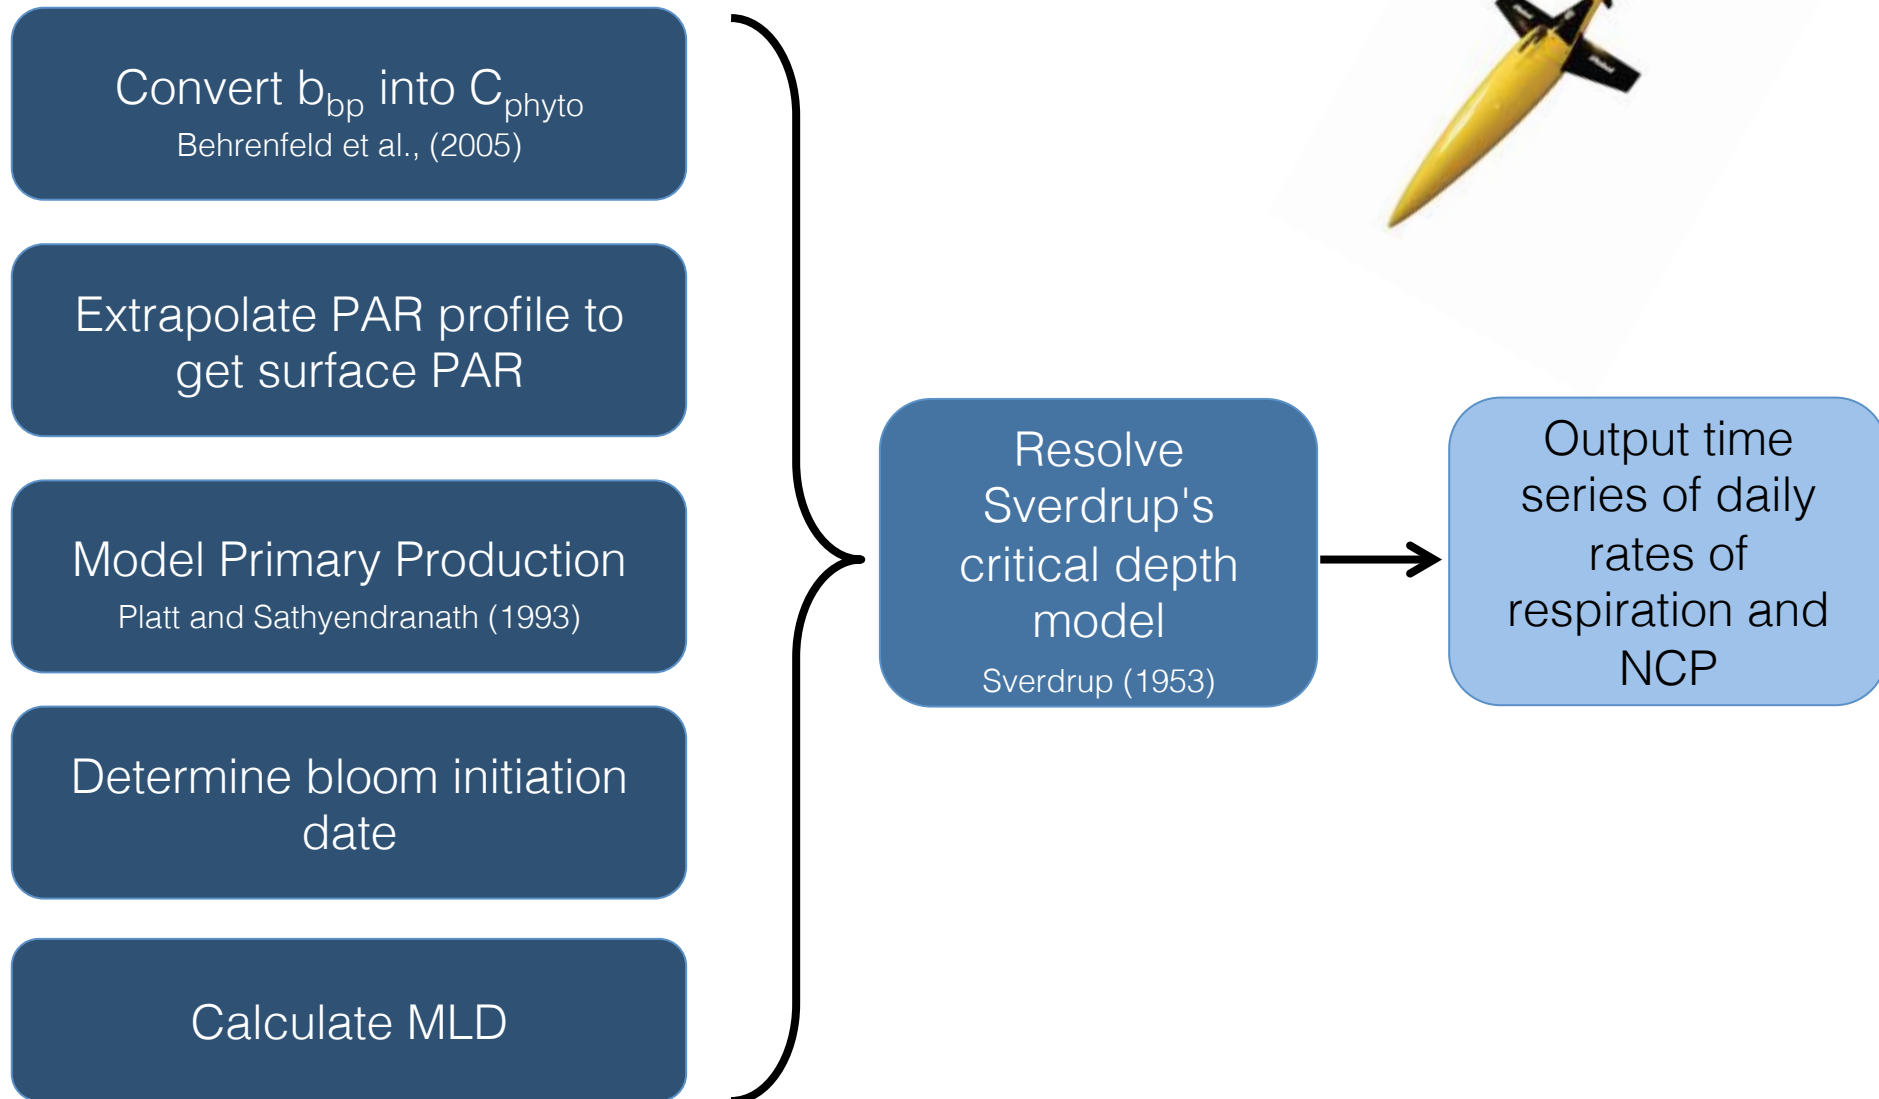 Convert b_bp into C_phyto
Behrenfeld et al., (2005)
Extrapolate PAR profile to
get surface PAR
Model Primary Production
Platt and Sathyendranath (1993)
Determine bloom initiation
date
Calculate MLD
Resolve
Sverdrup's
critical depth
model
Sverdrup (1953)
Output time
series of daily
rates of
respiration and
NCP